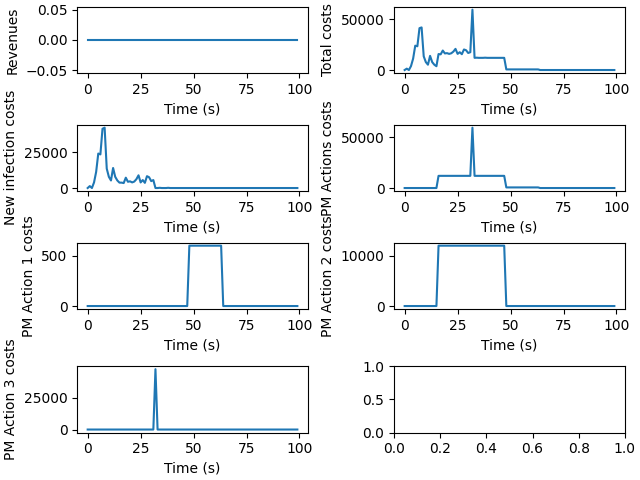 Revenues
0.05
0.00
−0.05
0 25 50 75 100
Time (s)
Total costs
50000
0
0 25 50 75 100
Time (s)
New infection costs
25000
0
0 25 50 75 100
Time (s)
PM Actions costs
50000
0
0 25 50 75 100
Time (s)
PM Action 1 costs
500
0
0 25 50 75 100
Time (s)
PM Action 2 costs
10000
0
0 25 50 75 100
Time (s)
PM Action 3 costs
25000
0
0 25 50 75 100
Time (s)
1.0
0.5
0.0
0.0 0.2 0.4 0.6 0.8 1.0